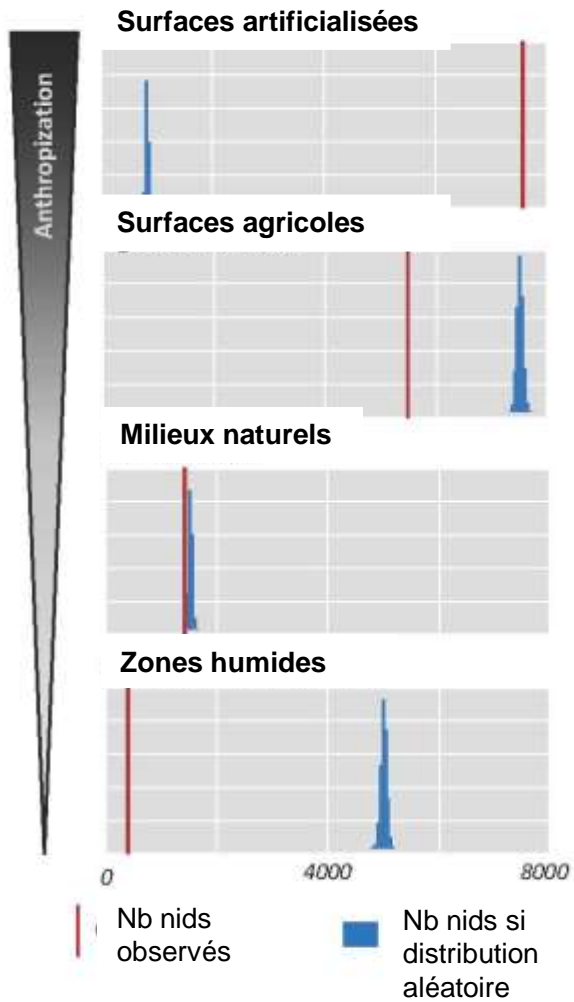 Surfaces artificialisées
Anthropization
Surfaces agricoles
Milieux naturels
Zones humides
0 4000 8000
Nb nids
observés
Nb nids si
distribution
aléatoire